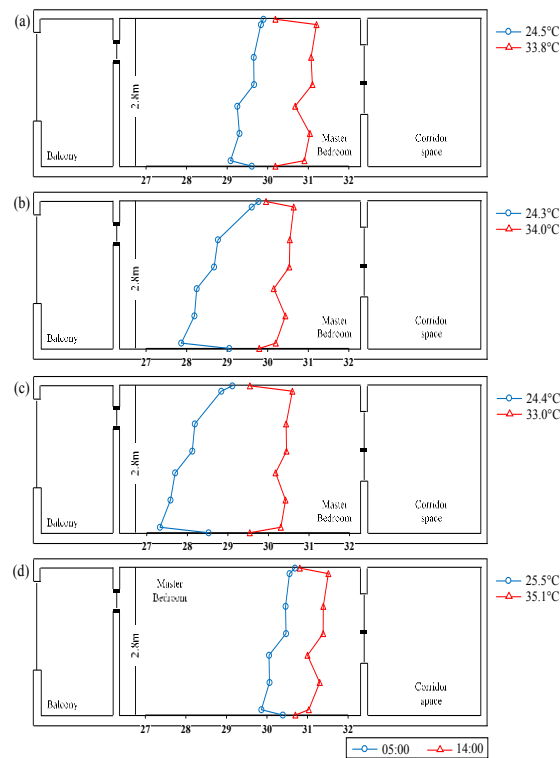 (a)
24.5°C
33.8°C
2.8m
Balcony
Master
Bedroom
Corridor
space
27 28 29 30 31 32
(b)
24.3°C
34.0°C
2.8m
Balcony
Master
Bedroom
Corridor
space
27 28 29 30 31 32
(c)
24.4°C
33.0°C
2.8m
Balcony
Master
Bedroom
Corridor
space
27 28 29 30 31 32
(d)
25.5°C
35.1°C
Master
Bedroom
2.8m
Balcony
Corridor
space
27 28 29 30 31 32
05:00 14:00